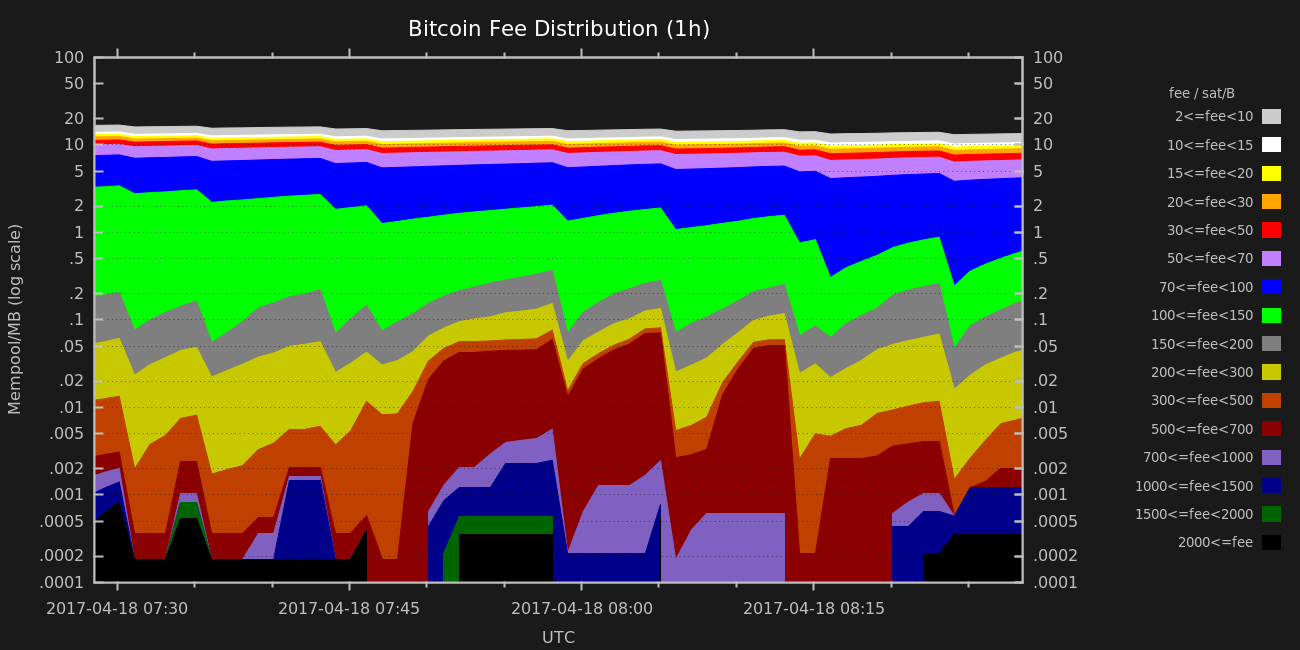 Bitcoin Fee Distribution (1h)
Mempool/MB (log scale)
100
50
20
10
5
2
1
.5
.2
.1
.05
.02
.01
.005
.002
.001
.0005
.0002
.0001
100
50
20
10
5
2
1
.5
.2
.1
.05
.02
.01
.005
.002
.001
.0005
.0002
.0001
2017-04-18 07:30 2017-04-18 07:45 2017-04-18 08:00 2017-04-18 08:15
UTC
fee / sat/B
2<=fee<10
10<=fee<15
15<=fee<20
20<=fee<30
30<=fee<50
50<=fee<70
70<=fee<100
100<=fee<150
150<=fee<200
200<=fee<300
300<=fee<500
500<=fee<700
700<=fee<1000
1000<=fee<1500
1500<=fee<2000
2000<=fee